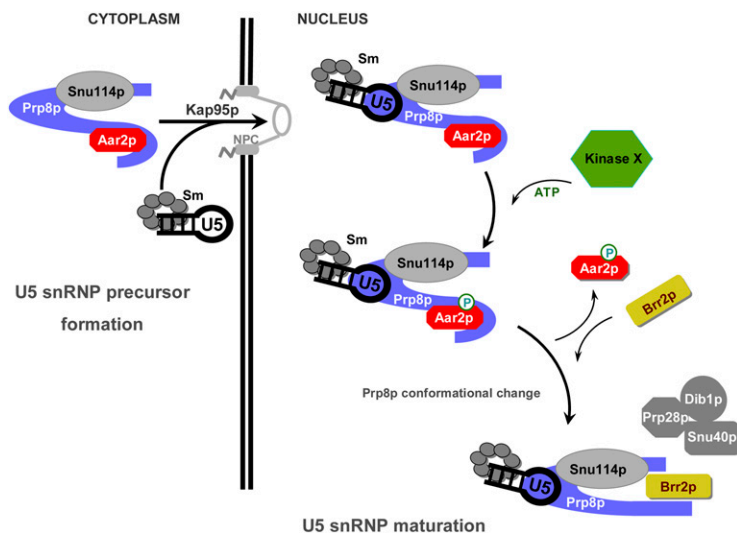 CYTOPLASM
NUCLEUS
Snu114p
Prp8p
Aar2p
Kap95p
NPC
Sm
U5
U5 snRNP precursor
formation
Sm
U5
Snu114p
Prp8p
Aar2p
Kinase X
ATP
Sm
U5
Snu114p
Prp8p
P
Aar2p
P
Aar2p
Brr2p
Prp8p conformational change
Dib1p
Prp28p
Snu40p
U5
Snu114p
Prp8p
Brr2p
U5 snRNP maturation